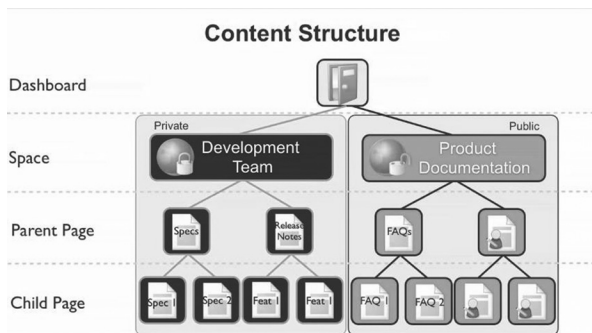 Content Structure
Dashboard
Private
Public
Space
Development
Team
Product
Documentation
Parent Page
Specs
Release
Notes
FAQs
Child Page
Spec 1
Spec 2
Feat 1
Feat 1
FAQ 1
FAQ 2